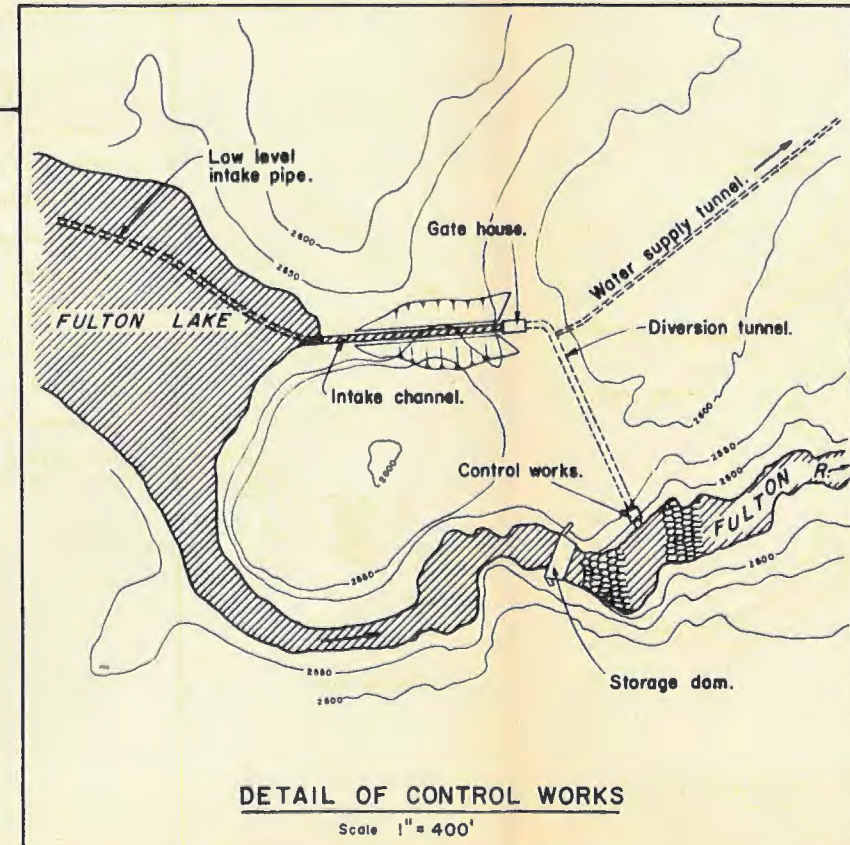 Low level
intake pipe.
2600
2550
Gate house.
Water supply tunnel.
FULTON LAKE
Diversion tunnel.
Intake channel.
2600
2600
Control works.
2580
2600
FULTON R.
2580
Storage dam.
2580
2600
DETAIL OF CONTROL WORKS
Scale 1" = 400'